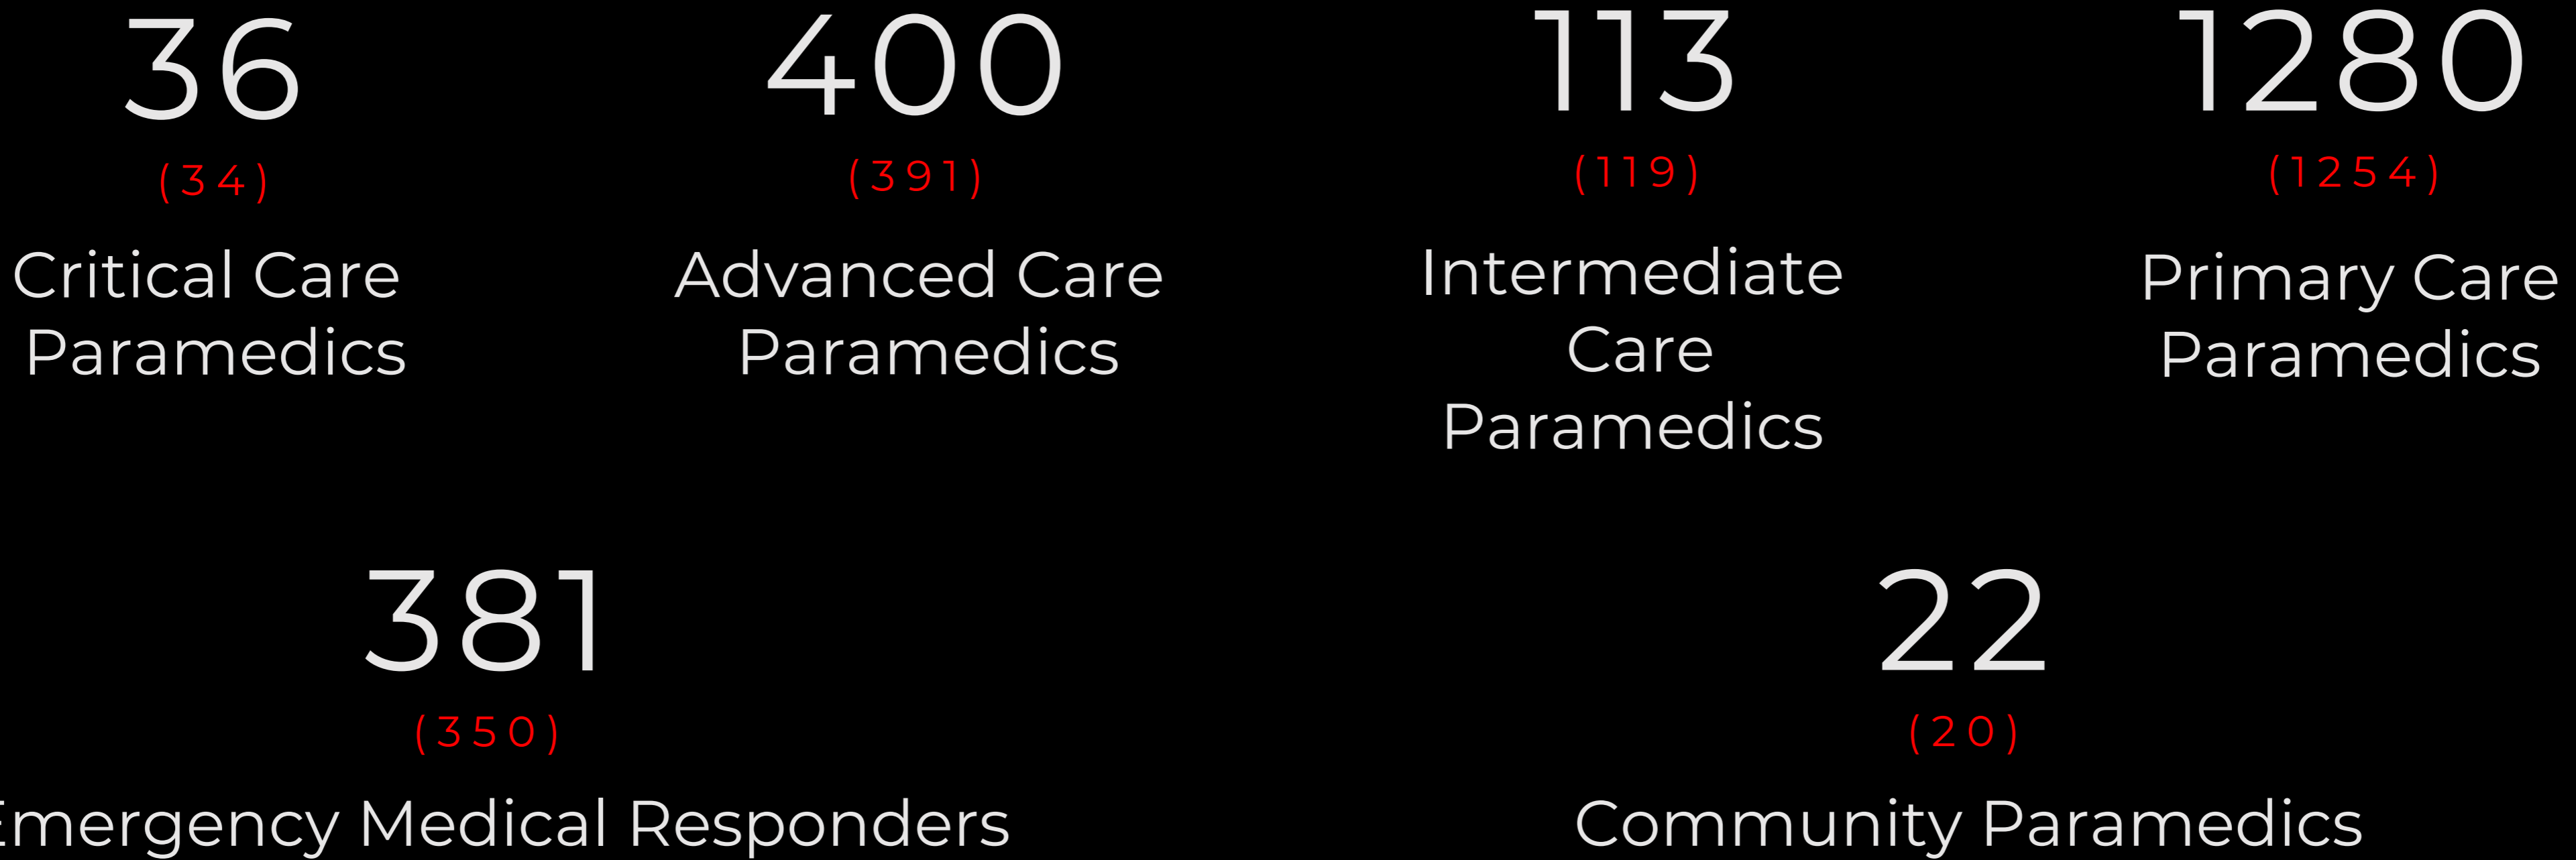 36
(34)
Critical Care
Paramedics
400
(391)
Advanced Care
Paramedics
113
(119)
Intermediate
Care
Paramedics
1280
(1254)
Primary Care
Paramedics
381
(350)
Emergency Medical Responders
22
(20)
Community Paramedics